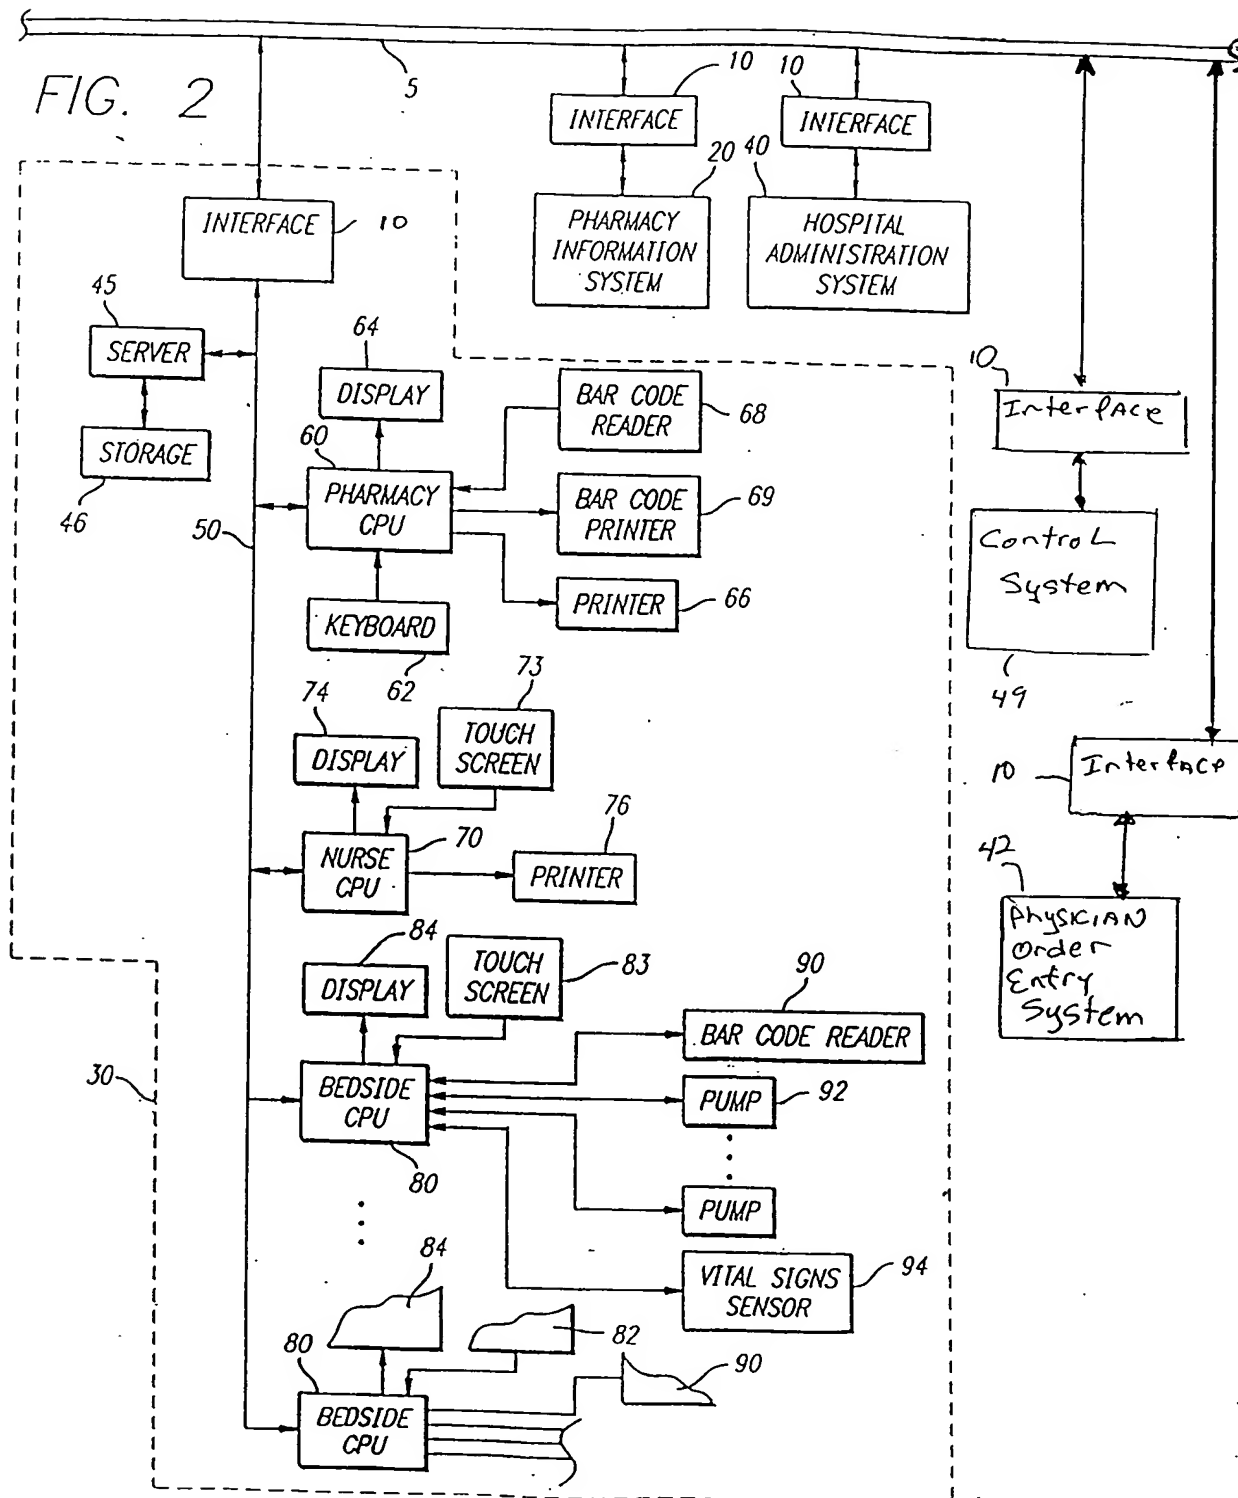 FIG. 2
5
10
INTERFACE
10
INTERFACE
20
PHARMACY
INFORMATION
SYSTEM
40
HOSPITAL
ADMINISTRATION
SYSTEM
INTERFACE
10
45
SERVER
STORAGE
46
50
64
DISPLAY
60
PHARMACY
CPU
KEYBOARD
62
BAR CODE
READER
68
BAR CODE
PRINTER
69
PRINTER
66
10
Interface
Control
System
49
10
Interface
42
Physician
Order
Entry
System
74
DISPLAY
73
TOUCH
SCREEN
NURSE
CPU
70
76
PRINTER
84
DISPLAY
TOUCH
SCREEN
83
30
BEDSIDE
CPU
80
90
BAR CODE READER
PUMP
92
PUMP
VITAL SIGNS
SENSOR
94
84
82
80
BEDSIDE
CPU
90